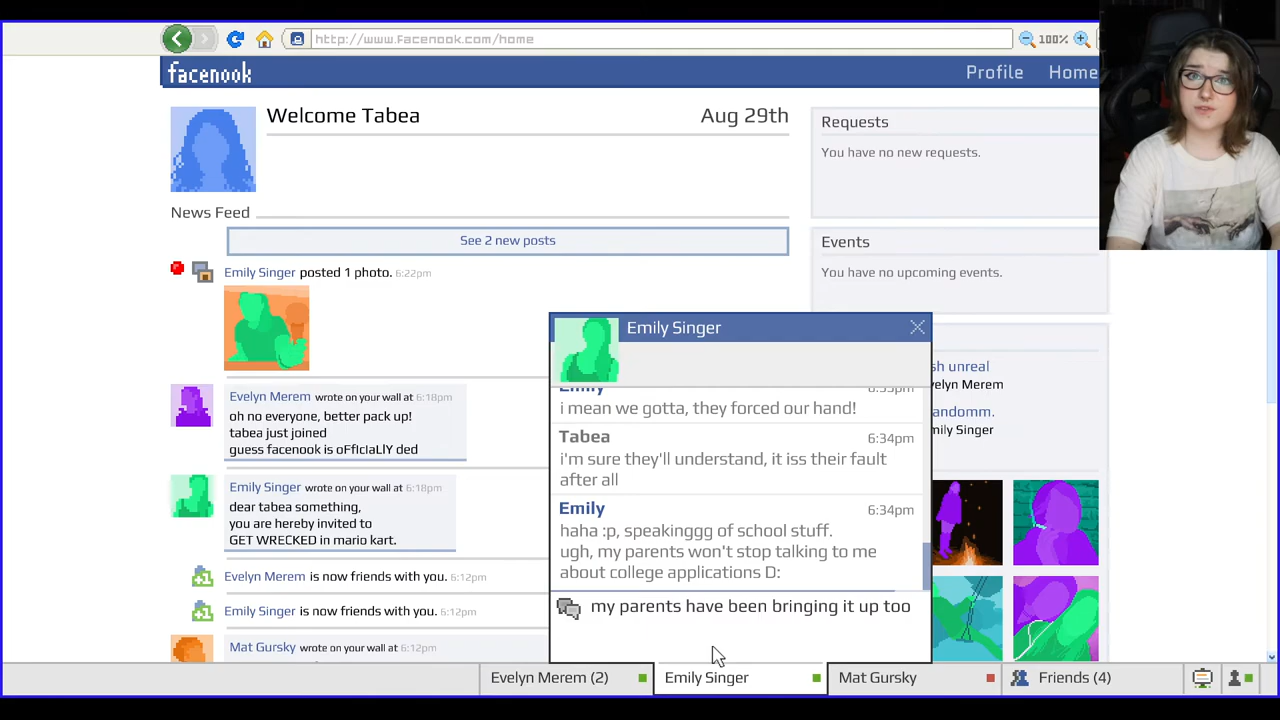 http://www.facenook.com/home
100%
facenook
Profile
Home
Welcome Tabea
Aug 29th
News Feed
See 2 new posts
Emily Singer posted 1 photo. 6:22pm
Evelyn Merem wrote on your wall at 6:18pm
oh no everyone, better pack up!
tabea just joined
guess facenook is oFfIcIaLlY ded
Emily Singer wrote on your wall at 6:18pm
dear tabea something,
you are hereby invited to
GET WRECKED in mario kart.
+1
Evelyn Merem is now friends with you. 6:12pm
+1
Emily Singer is now friends with you. 6:12pm
Mat Gursky wrote on your wall at 6:12pm
Requests
You have no new requests.
Events
You have no upcoming events.
unreal
Merem
Singer
Emily Singer
Emily
i mean we gotta, they forced our hand!
Tabea 6:34pm
i'm sure they'll understand, it iss their fault
after all
Emily 6:34pm
haha :p, speakinggg of school stuff.
ugh, my parents won't stop talking to me
about college applications D:
my parents have been bringing it up too
Evelyn Merem (2)
Emily Singer
Mat Gursky
Friends (4)